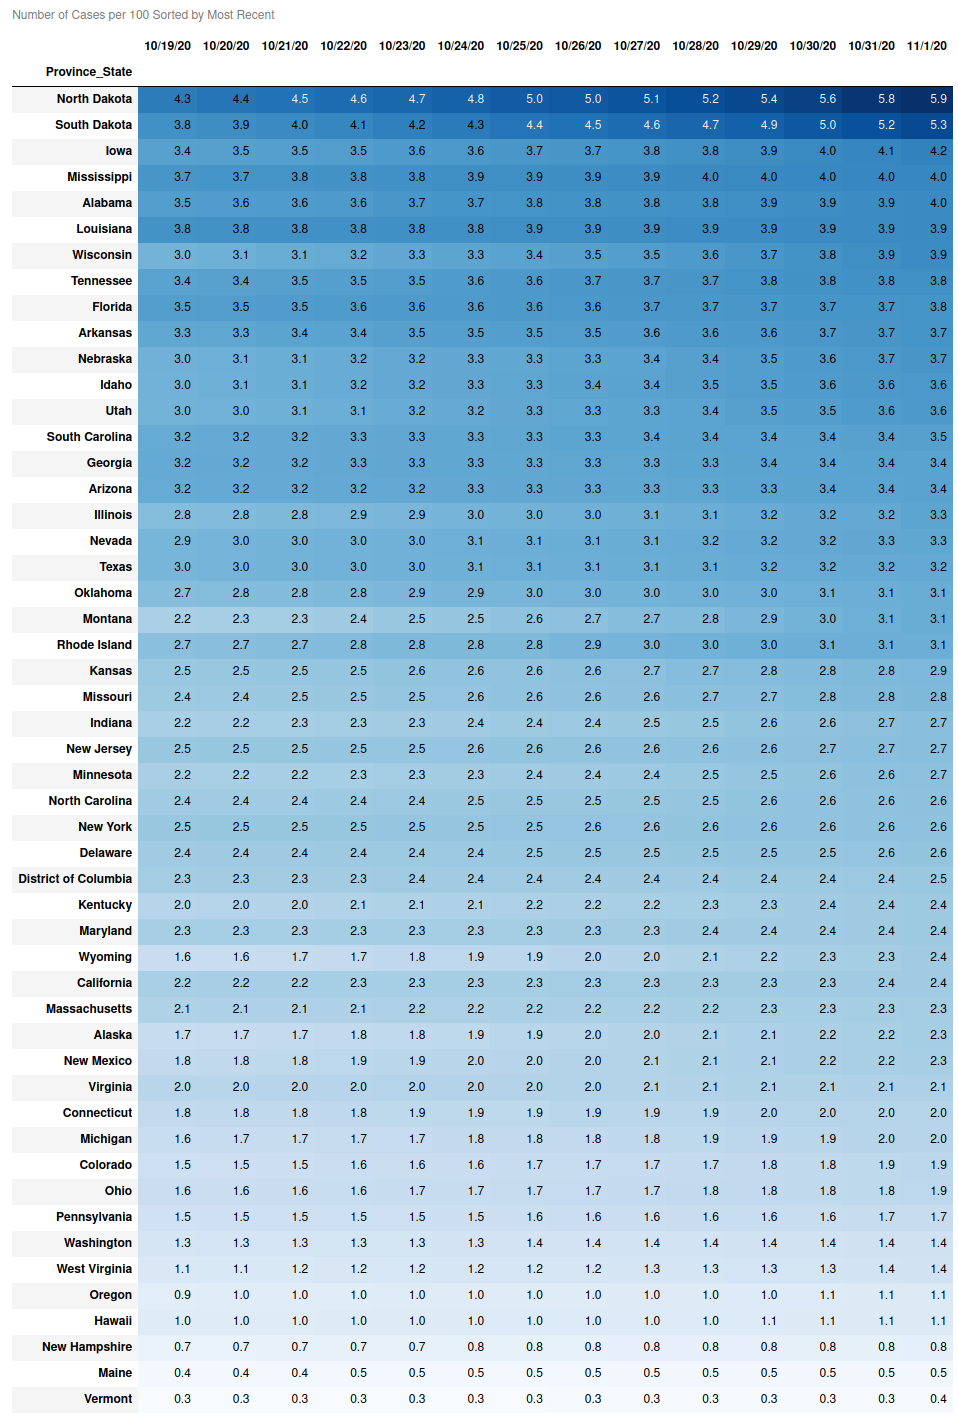 Number of Cases per 100 Sorted by Most Recent
10/19/20 10/20/20 10/21/20 10/22/20 10/23/20 10/24/20 10/25/20 10/26/20 10/27/20 10/28/20 10/29/20 10/30/20 10/31/20 11/1/20
Province_State
North Dakota 4.3 4.4 4.5 4.6 4.7 4.8 5.0 5.0 5.1 5.2 5.4 5.6 5.8 5.9
South Dakota 3.8 3.9 4.0 4.1 4.2 4.3 4.4 4.5 4.6 4.7 4.9 5.0 5.2 5.3
Iowa 3.4 3.5 3.5 3.5 3.6 3.6 3.7 3.7 3.8 3.8 3.9 4.0 4.1 4.2
Mississippi 3.7 3.7 3.8 3.8 3.8 3.9 3.9 3.9 3.9 4.0 4.0 4.0 4.0 4.0
Alabama 3.5 3.6 3.6 3.6 3.7 3.7 3.8 3.8 3.8 3.8 3.9 3.9 3.9 4.0
Louisiana 3.8 3.8 3.8 3.8 3.8 3.8 3.9 3.9 3.9 3.9 3.9 3.9 3.9 3.9
Wisconsin 3.0 3.1 3.1 3.2 3.3 3.3 3.4 3.5 3.5 3.6 3.7 3.8 3.9 3.9
Tennessee 3.4 3.4 3.5 3.5 3.5 3.6 3.6 3.7 3.7 3.7 3.8 3.8 3.8 3.8
Florida 3.5 3.5 3.5 3.6 3.6 3.6 3.6 3.6 3.7 3.7 3.7 3.7 3.7 3.8
Arkansas 3.3 3.3 3.4 3.4 3.5 3.5 3.5 3.5 3.6 3.6 3.6 3.7 3.7 3.7
Nebraska 3.0 3.1 3.1 3.2 3.2 3.3 3.3 3.3 3.4 3.4 3.5 3.6 3.7 3.7
Idaho 3.0 3.1 3.1 3.2 3.2 3.3 3.3 3.4 3.4 3.5 3.5 3.6 3.6 3.6
Utah 3.0 3.0 3.1 3.1 3.2 3.2 3.3 3.3 3.3 3.4 3.5 3.5 3.6 3.6
South Carolina 3.2 3.2 3.2 3.3 3.3 3.3 3.3 3.3 3.4 3.4 3.4 3.4 3.4 3.5
Georgia 3.2 3.2 3.2 3.3 3.3 3.3 3.3 3.3 3.3 3.3 3.4 3.4 3.4 3.4
Arizona 3.2 3.2 3.2 3.2 3.2 3.3 3.3 3.3 3.3 3.3 3.3 3.4 3.4 3.4
Illinois 2.8 2.8 2.8 2.9 2.9 3.0 3.0 3.0 3.1 3.1 3.2 3.2 3.2 3.3
Nevada 2.9 3.0 3.0 3.0 3.0 3.1 3.1 3.1 3.1 3.2 3.2 3.2 3.3 3.3
Texas 3.0 3.0 3.0 3.0 3.0 3.1 3.1 3.1 3.1 3.1 3.2 3.2 3.2 3.2
Oklahoma 2.7 2.8 2.8 2.8 2.9 2.9 3.0 3.0 3.0 3.0 3.0 3.1 3.1 3.1
Montana 2.2 2.3 2.3 2.4 2.5 2.5 2.6 2.7 2.7 2.8 2.9 3.0 3.1 3.1
Rhode Island 2.7 2.7 2.7 2.8 2.8 2.8 2.8 2.9 3.0 3.0 3.0 3.1 3.1 3.1
Kansas 2.5 2.5 2.5 2.5 2.6 2.6 2.6 2.6 2.7 2.7 2.8 2.8 2.8 2.9
Missouri 2.4 2.4 2.5 2.5 2.5 2.6 2.6 2.6 2.6 2.7 2.7 2.8 2.8 2.8
Indiana 2.2 2.2 2.3 2.3 2.3 2.4 2.4 2.4 2.5 2.5 2.6 2.6 2.7 2.7
New Jersey 2.5 2.5 2.5 2.5 2.5 2.6 2.6 2.6 2.6 2.6 2.6 2.7 2.7 2.7
Minnesota 2.2 2.2 2.2 2.3 2.3 2.3 2.4 2.4 2.4 2.5 2.5 2.6 2.6 2.7
North Carolina 2.4 2.4 2.4 2.4 2.4 2.5 2.5 2.5 2.5 2.5 2.6 2.6 2.6 2.6
New York 2.5 2.5 2.5 2.5 2.5 2.5 2.5 2.6 2.6 2.6 2.6 2.6 2.6 2.6
Delaware 2.4 2.4 2.4 2.4 2.4 2.4 2.5 2.5 2.5 2.5 2.5 2.5 2.6 2.6
District of Columbia 2.3 2.3 2.3 2.3 2.4 2.4 2.4 2.4 2.4 2.4 2.4 2.4 2.4 2.5
Kentucky 2.0 2.0 2.0 2.1 2.1 2.1 2.2 2.2 2.2 2.3 2.3 2.4 2.4 2.4
Maryland 2.3 2.3 2.3 2.3 2.3 2.3 2.3 2.3 2.3 2.4 2.4 2.4 2.4 2.4
Wyoming 1.6 1.6 1.7 1.7 1.8 1.9 1.9 2.0 2.0 2.1 2.2 2.3 2.3 2.4
California 2.2 2.2 2.2 2.3 2.3 2.3 2.3 2.3 2.3 2.3 2.3 2.3 2.4 2.4
Massachusetts 2.1 2.1 2.1 2.1 2.2 2.2 2.2 2.2 2.2 2.2 2.3 2.3 2.3 2.3
Alaska 1.7 1.7 1.7 1.8 1.8 1.9 1.9 2.0 2.0 2.1 2.1 2.2 2.2 2.3
New Mexico 1.8 1.8 1.8 1.9 1.9 2.0 2.0 2.0 2.1 2.1 2.1 2.2 2.2 2.3
Virginia 2.0 2.0 2.0 2.0 2.0 2.0 2.0 2.0 2.1 2.1 2.1 2.1 2.1 2.1
Connecticut 1.8 1.8 1.8 1.8 1.9 1.9 1.9 1.9 1.9 1.9 2.0 2.0 2.0 2.0
Michigan 1.6 1.7 1.7 1.7 1.7 1.8 1.8 1.8 1.8 1.9 1.9 1.9 2.0 2.0
Colorado 1.5 1.5 1.5 1.6 1.6 1.6 1.7 1.7 1.7 1.7 1.8 1.8 1.9 1.9
Ohio 1.6 1.6 1.6 1.6 1.7 1.7 1.7 1.7 1.7 1.8 1.8 1.8 1.8 1.9
Pennsylvania 1.5 1.5 1.5 1.5 1.5 1.5 1.6 1.6 1.6 1.6 1.6 1.6 1.7 1.7
Washington 1.3 1.3 1.3 1.3 1.3 1.3 1.4 1.4 1.4 1.4 1.4 1.4 1.4 1.4
West Virginia 1.1 1.1 1.2 1.2 1.2 1.2 1.2 1.2 1.3 1.3 1.3 1.3 1.4 1.4
Oregon 0.9 1.0 1.0 1.0 1.0 1.0 1.0 1.0 1.0 1.0 1.0 1.1 1.1 1.1
Hawaii 1.0 1.0 1.0 1.0 1.0 1.0 1.0 1.0 1.0 1.0 1.1 1.1 1.1 1.1
New Hampshire 0.7 0.7 0.7 0.7 0.7 0.8 0.8 0.8 0.8 0.8 0.8 0.8 0.8 0.8
Maine 0.4 0.4 0.4 0.5 0.5 0.5 0.5 0.5 0.5 0.5 0.5 0.5 0.5 0.5
Vermont 0.3 0.3 0.3 0.3 0.3 0.3 0.3 0.3 0.3 0.3 0.3 0.3 0.3 0.4